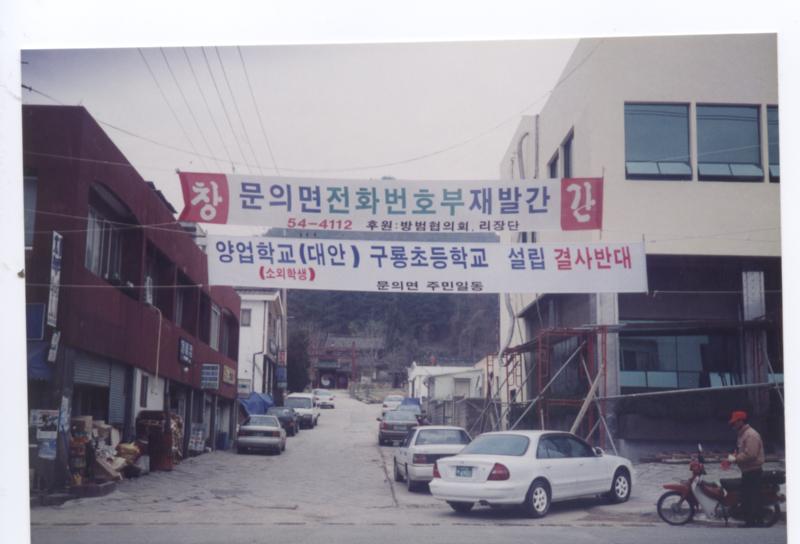 창 문의면전화번호부재발간 간
54-4112 후원:방범협의회, 리장단
양업학교(대안) 구룡초등학교 설립 결사반대
(소외학생)
문의면 주민일동